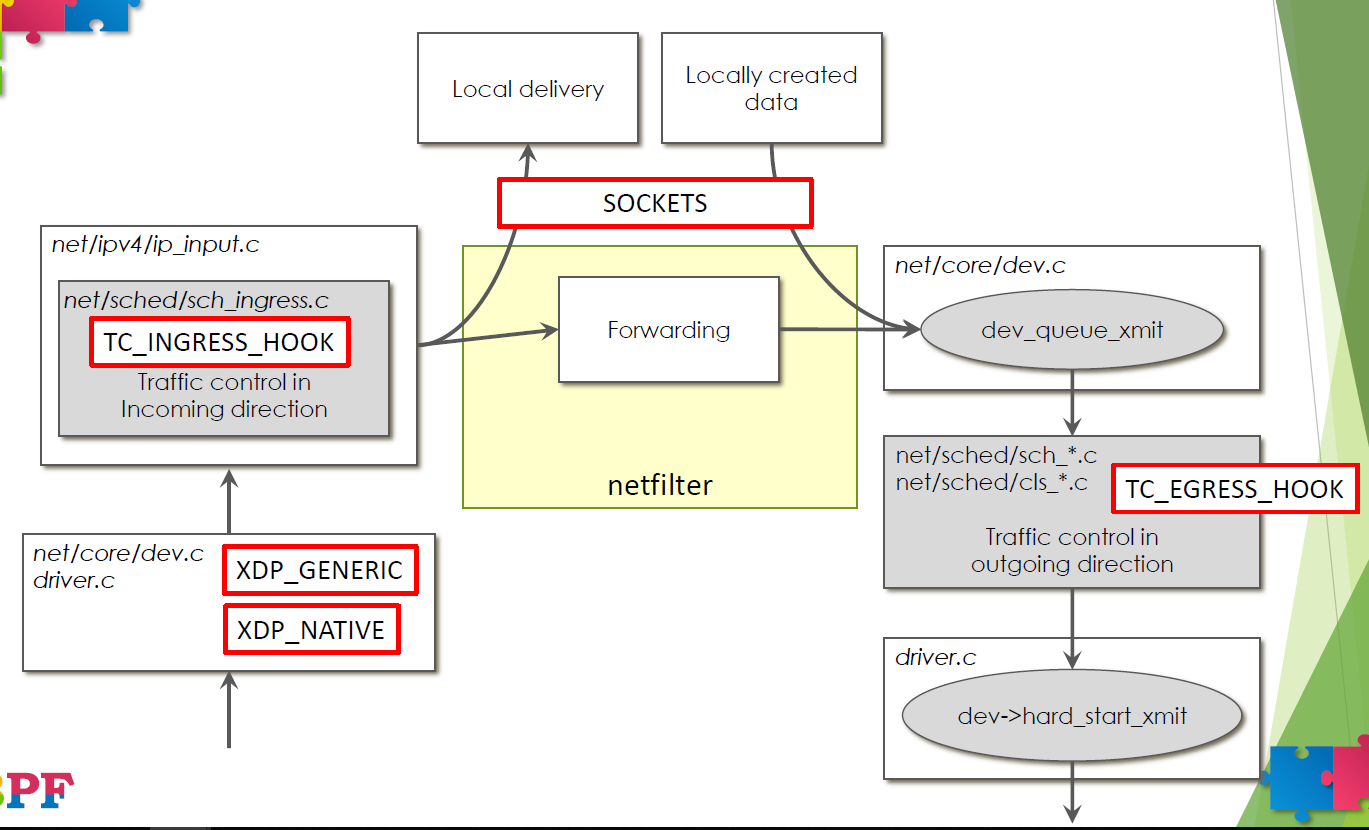 Local delivery
Locally created
data
SOCKETS
net/ipv4/ip_input.c
net/sched/sch_ingress.c
TC_INGRESS_HOOK
Traffic control in
Incoming direction
Forwarding
netfilter
net/core/dev.c
dev_queue_xmit
net/sched/sch_*.c
net/sched/cls_*.c
TC_EGRESS_HOOK
Traffic control in
outgoing direction
net/core/dev.c
driver.c
XDP_GENERIC
XDP_NATIVE
driver.c
dev->hard_start_xmit
PF